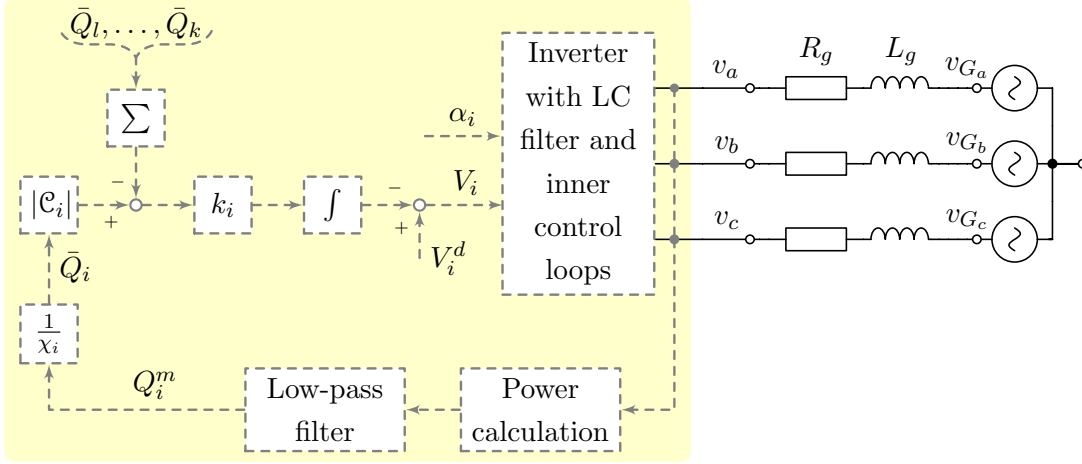 Q̄_l, . . . , Q̄_k
∑
−
+
|𝒞_i|
k_i
∫
−
+
V_i^d
α_i
V_i
Inverter
with LC
filter and
inner
control
loops
v_a
R_g
L_g
v_{G_a}
v_b
v_{G_b}
v_c
v_{G_c}
Q̄_i
1/χ_i
Q_i^m
Low-pass
filter
Power
calculation